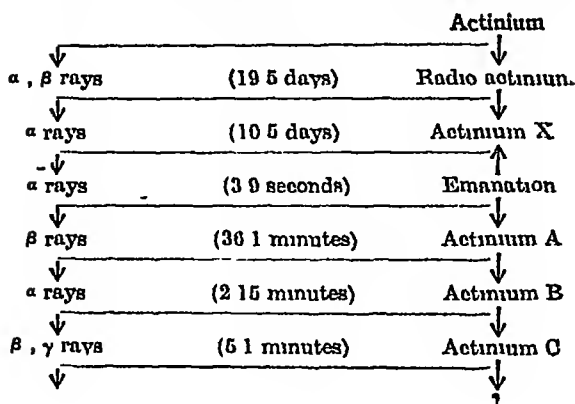 Actinium
α, β rays (19 5 days) Radio actinium.
α rays (10 5 days) Actinium X
α rays (3 9 seconds) Emanation
β rays (36 1 minutes) Actinium A
α rays (2 15 minutes) Actinium B
β, γ rays (5 1 minutes) Actinium C
?